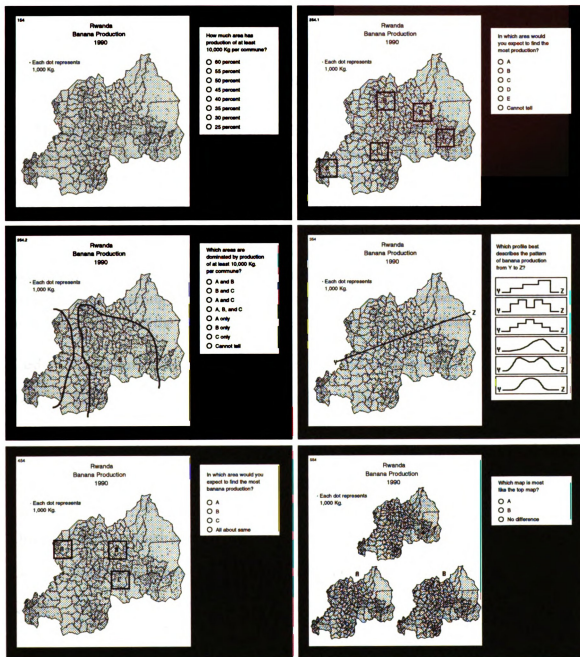 184
Rwanda
Banana Production
1990
- Each dot represents
1,000 Kg.
How much area has
production of at least
10,000 Kg per commune?
60 percent
55 percent
50 percent
45 percent
40 percent
35 percent
30 percent
25 percent
284.1
Rwanda
Banana Production
1990
- Each dot represents
1,000 Kg.
In which area would
you expect to find the
most production?
A
B
C
D
E
Cannot tell
284.2
Rwanda
Banana Production
1990
- Each dot represents
1,000 Kg.
Which areas are
dominated by production
of at least 10,000 Kg.
per commune?
A and B
B and C
A and C
A, B, and C
A only
B only
C only
Cannot tell
384
Rwanda
Banana Production
1990
- Each dot represents
1,000 Kg.
Y
Z
Which profile best
describes the pattern
of banana production
from Y to Z?
Y Z
Y Z
Y Z
Y Z
Y Z
Y Z
Rwanda
Banana Production
1990
- Each dot represents
1,000 Kg.
In which area would you
expect to find the most
banana production?
A
B
C
All about same
Rwanda
Banana Production
1990
- Each dot represents
1,000 Kg.
B
B
Which map is most
like the top map?
A
B
No difference